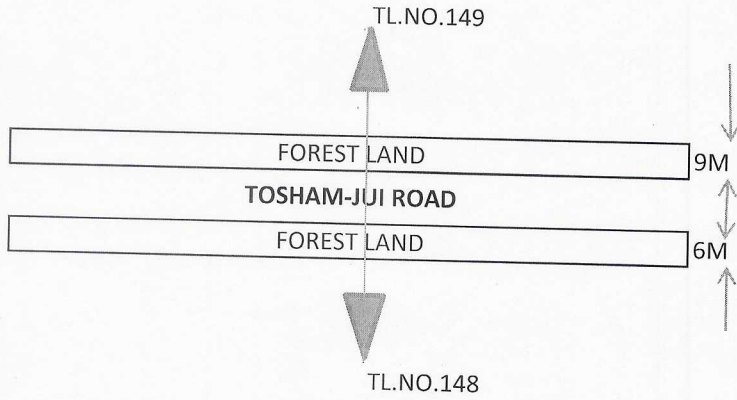 TL.NO.149
FOREST LAND
9M
TOSHAM-JUI ROAD
FOREST LAND
6M
TL.NO.148